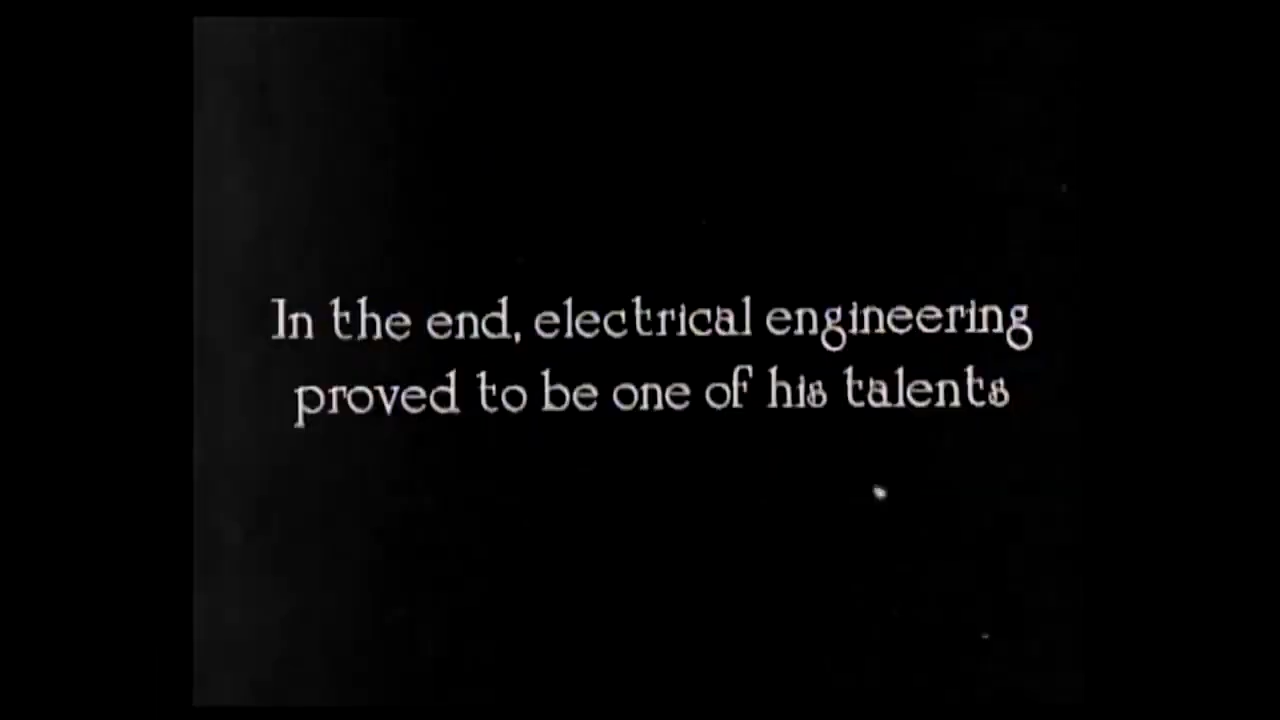 In the end, electrical engineering
proved to be one of his talents